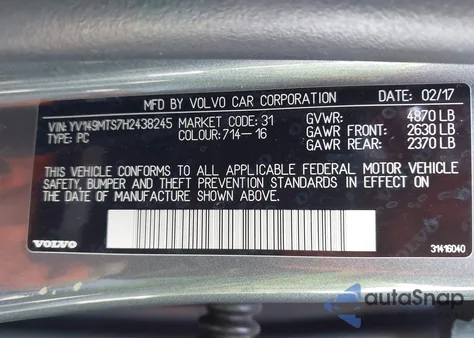 MFD BY VOLVO CAR CORPORATION DATE: 02/17
VIN: YV149MTS7H2438245 MARKET CODE: 31 GVWR: 4870 LB
TYPE: PC COLOUR: 714-16 GAWR FRONT: 2630 LB
GAWR REAR: 2370 LB
THIS VEHICLE CONFORMS TO ALL APPLICABLE FEDERAL MOTOR VEHICLE
SAFETY, BUMPER AND THEFT PREVENTION STANDARDS IN EFFECT ON
THE DATE OF MANUFACTURE SHOWN ABOVE.
VOLVO 31416040
autoSnap